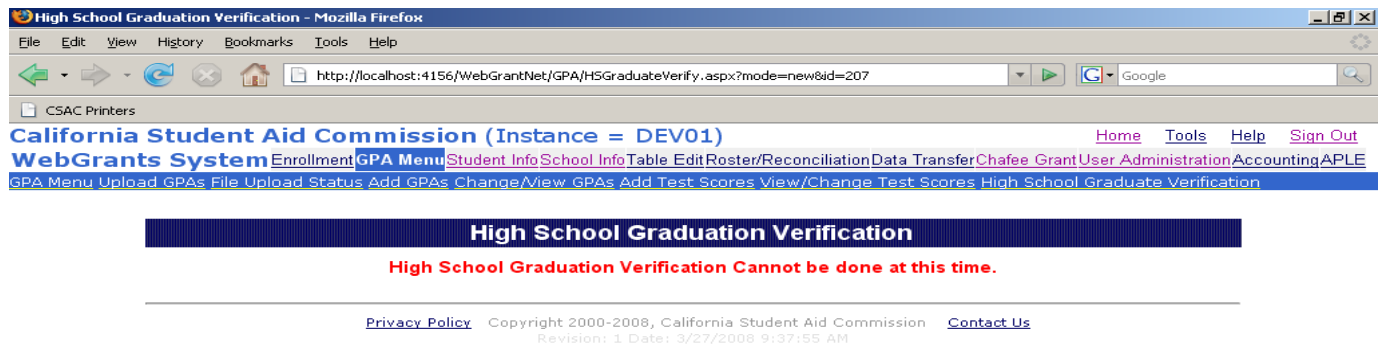 High School Graduation Verification - Mozilla Firefox
File Edit View History Bookmarks Tools Help
http://localhost:4156/WebGrantNet/GPA/HSGraduateVerify.aspx?mode=new&id=207 G Google
CSAC Printers
California Student Aid Commission (Instance = DEV01) Home Tools Help Sign Out
WebGrants System Enrollment GPA Menu Student Info School Info Table Edit Roster/Reconciliation Data Transfer Chafee Grant User Administration Accounting APLE
GPA Menu Upload GPAs File Upload Status Add GPAs Change/View GPAs Add Test Scores View/Change Test Scores High School Graduate Verification
High School Graduation Verification
High School Graduation Verification Cannot be done at this time.
Privacy Policy Copyright 2000-2008, California Student Aid Commission Contact Us
Revision: 1 Date: 3/27/2008 9:37:55 AM